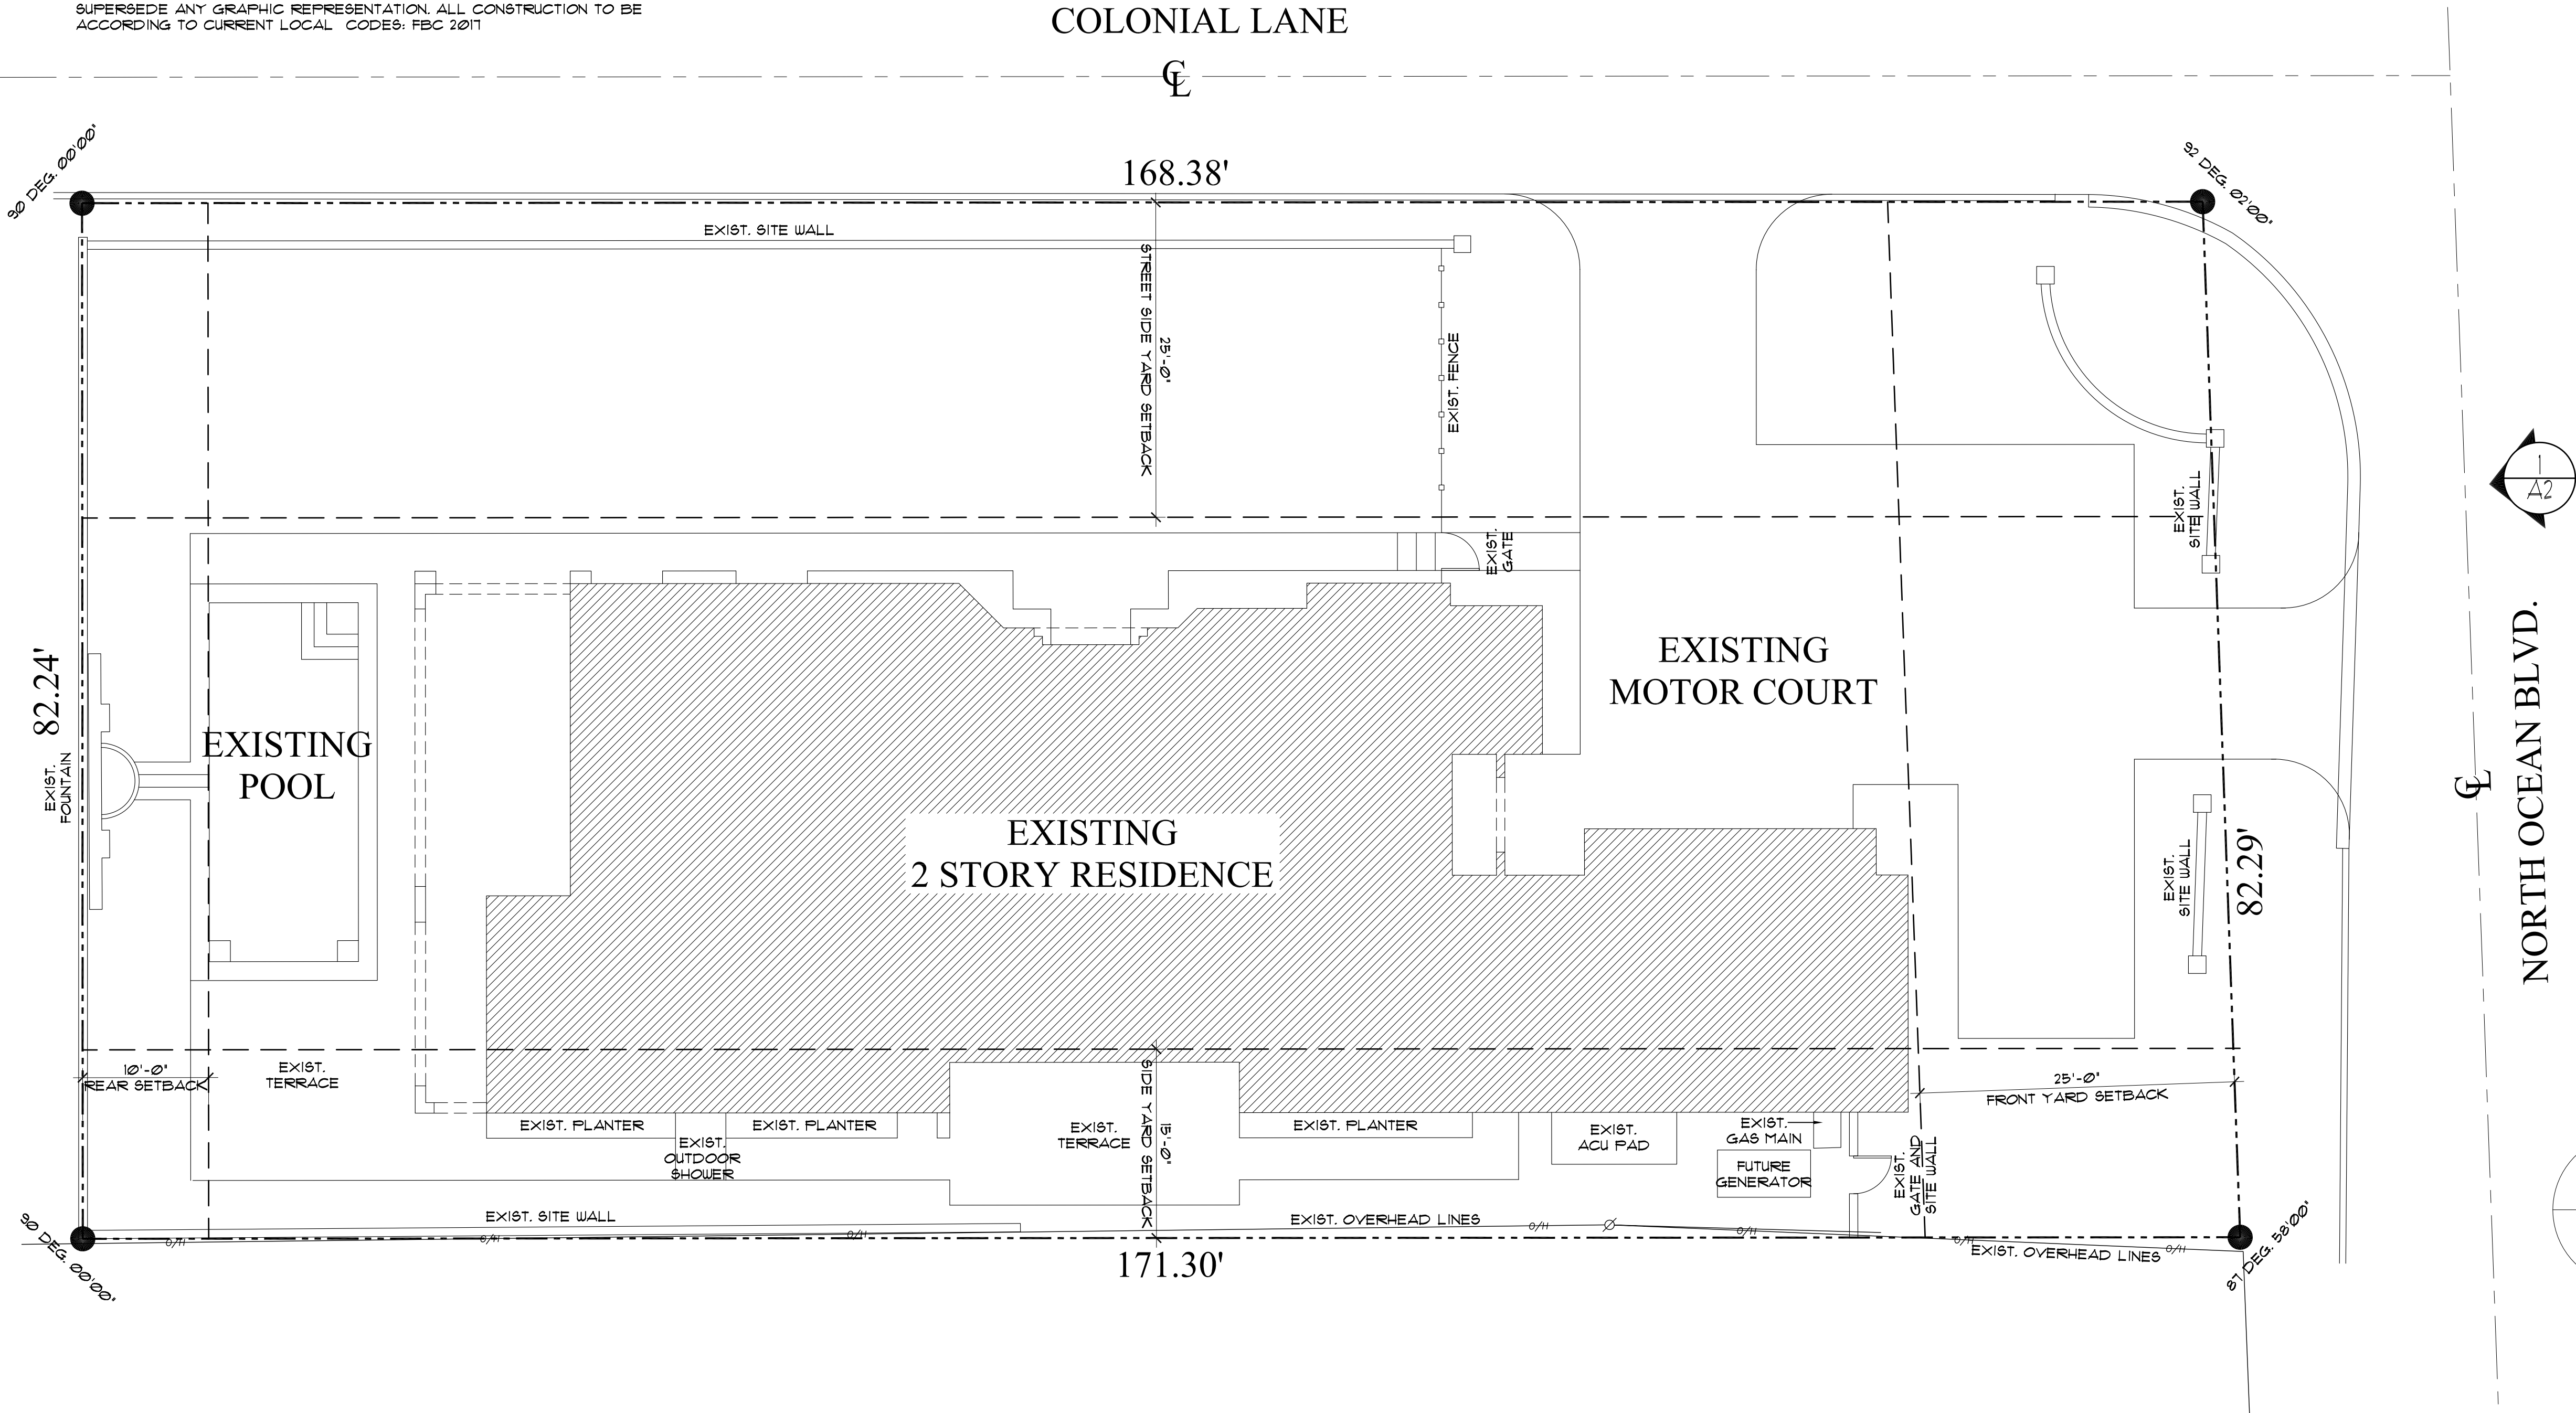 SUPERSEDE ANY GRAPHIC REPRESENTATION. ALL CONSTRUCTION TO BE
ACCORDING TO CURRENT LOCAL CODES: FBC 2017
COLONIAL LANE
CL
90 DEG. 00'00"
168.38'
92 DEG. 02'00"
EXIST. SITE WALL
STREET SIDE YARD SETBACK
25'-0"
EXIST. FENCE
EXIST.
GATE
EXIST.
SITE WALL
1
A2
82.24'
EXISTING
POOL
EXIST.
FOUNTAIN
EXISTING
MOTOR COURT
EXISTING
2 STORY RESIDENCE
EXIST.
SITE WALL
82.29'
CL
NORTH OCEAN BLVD.
10'-0"
REAR SETBACK
EXIST.
TERRACE
25'-0"
FRONT YARD SETBACK
EXIST. PLANTER
EXIST. PLANTER
EXIST.
OUTDOOR
SHOWER
EXIST.
TERRACE
SIDE YARD SETBACK
15'-0"
EXIST. PLANTER
EXIST.
ACU PAD
EXIST.
GAS MAIN
FUTURE
GENERATOR
EXIST.
GATE AND
SITE WALL
EXIST. SITE WALL
EXIST. OVERHEAD LINES
O/H
O/H
O/H
O/H
O/H
O/H
O/H
EXIST. OVERHEAD LINES
90 DEG. 00'00"
171.30'
87 DEG. 58'00"